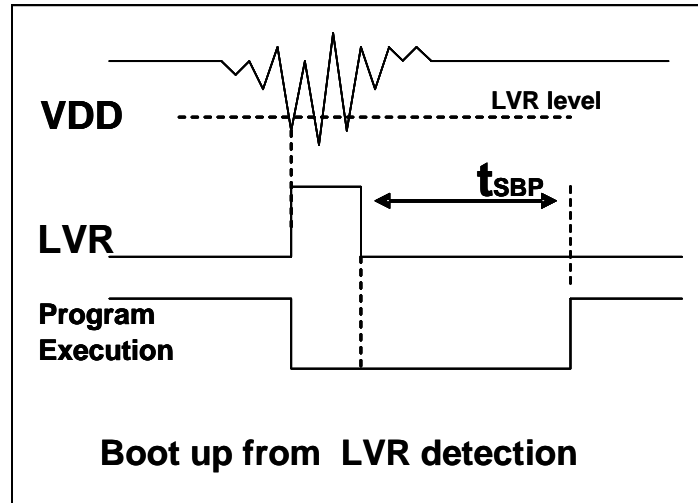 LVR level
VDD
tSBP
LVR
Program
Execution
Boot up from LVR detection